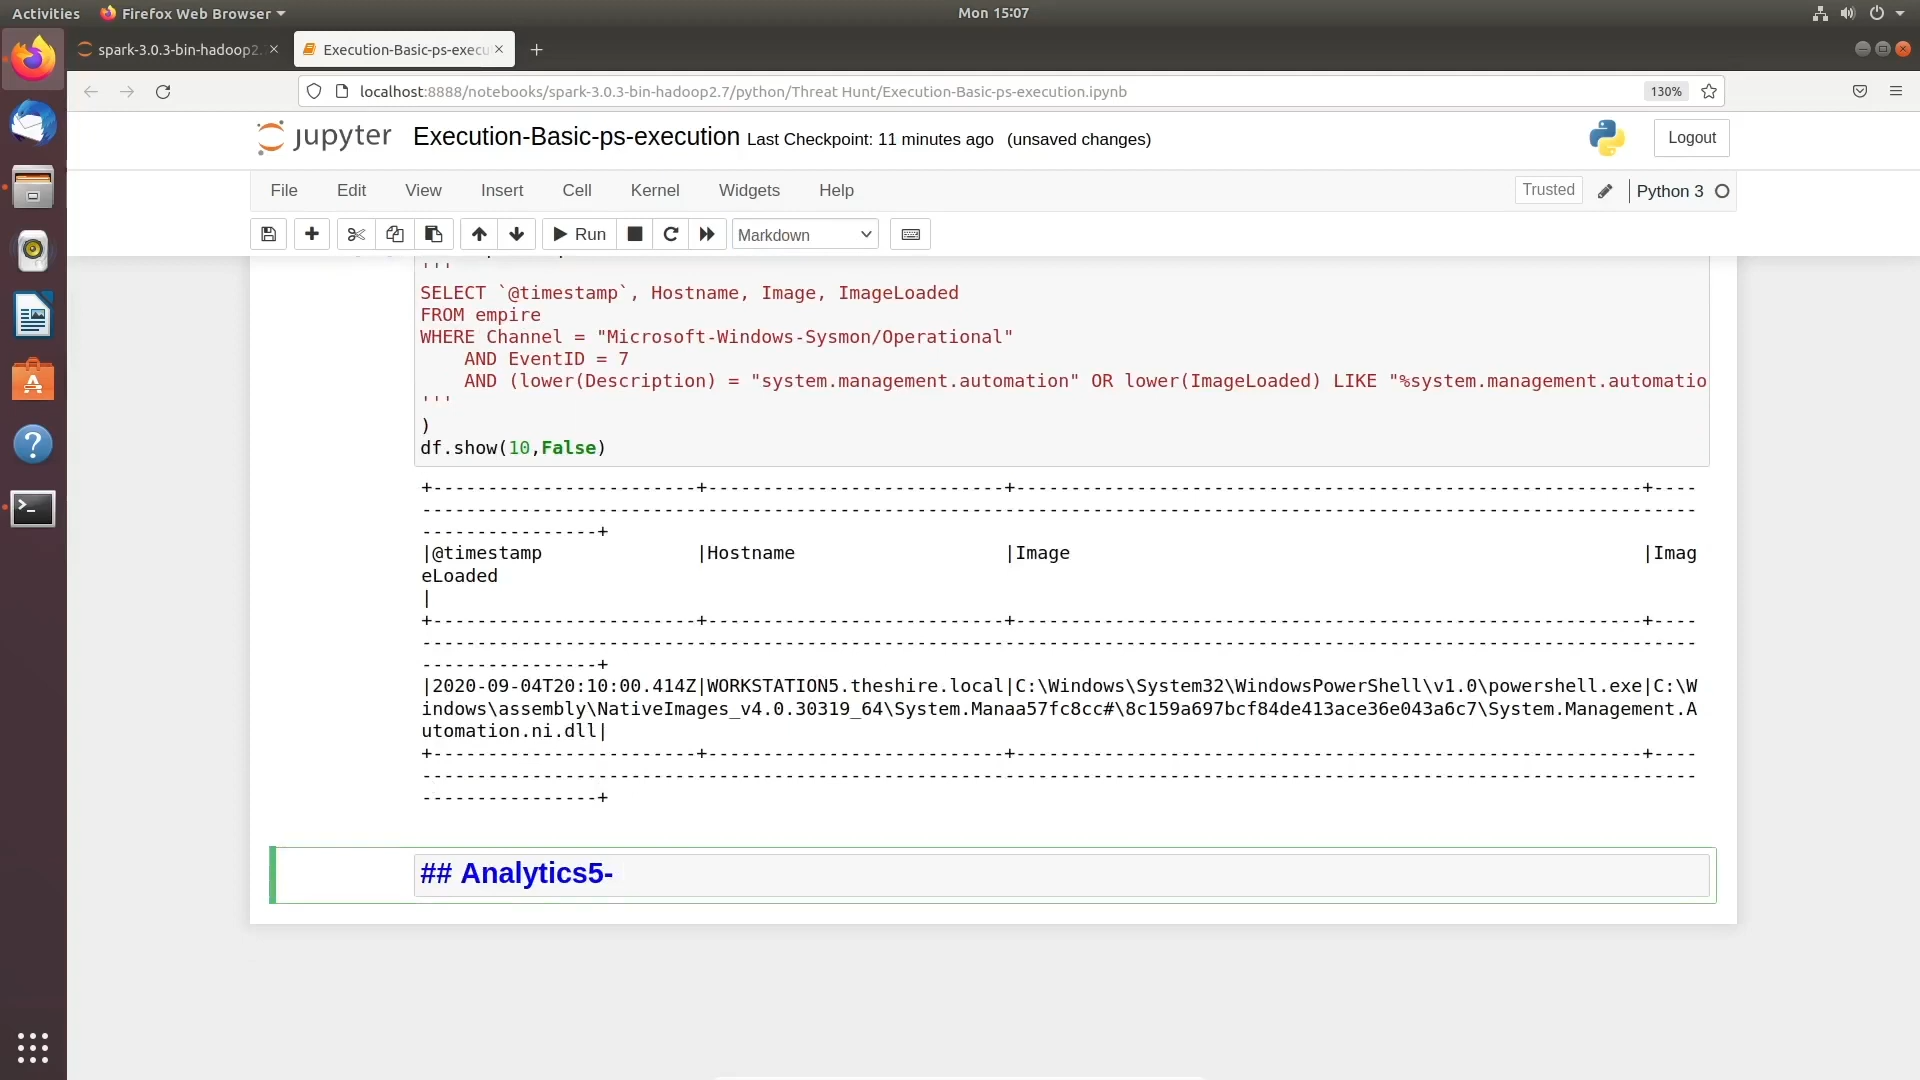 Activities Firefox Web Browser Mon 15:07
spark-3.0.3-bin-hadoop2. Execution-Basic-ps-execu
localhost:8888/notebooks/spark-3.0.3-bin-hadoop2.7/python/Threat Hunt/Execution-Basic-ps-execution.ipynb 130%
jupyter Execution-Basic-ps-execution Last Checkpoint: 11 minutes ago (unsaved changes) Logout
File Edit View Insert Cell Kernel Widgets Help Trusted Python 3
Run Markdown
'''
SELECT `@timestamp`, Hostname, Image, ImageLoaded
FROM empire
WHERE Channel = "Microsoft-Windows-Sysmon/Operational"
AND EventID = 7
AND (lower(Description) = "system.management.automation" OR lower(ImageLoaded) LIKE "%system.management.automatio
'''
)
df.show(10,False)
+------------------------+---------------------------+---------------------------------------------------------+----
--------------------------------------------------------------------------------------------------------------------
----------------+
|@timestamp |Hostname |Image |Imag
eLoaded
|
+------------------------+---------------------------+---------------------------------------------------------+----
--------------------------------------------------------------------------------------------------------------------
----------------+
|2020-09-04T20:10:00.414Z|WORKSTATION5.theshire.local|C:\Windows\System32\WindowsPowerShell\v1.0\powershell.exe|C:\W
indows\assembly\NativeImages_v4.0.30319_64\System.Manaa57fc8cc#\8c159a697bcf84de413ace36e043a6c7\System.Management.A
utomation.ni.dll|
+------------------------+---------------------------+---------------------------------------------------------+----
--------------------------------------------------------------------------------------------------------------------
----------------+
## Analytics5-